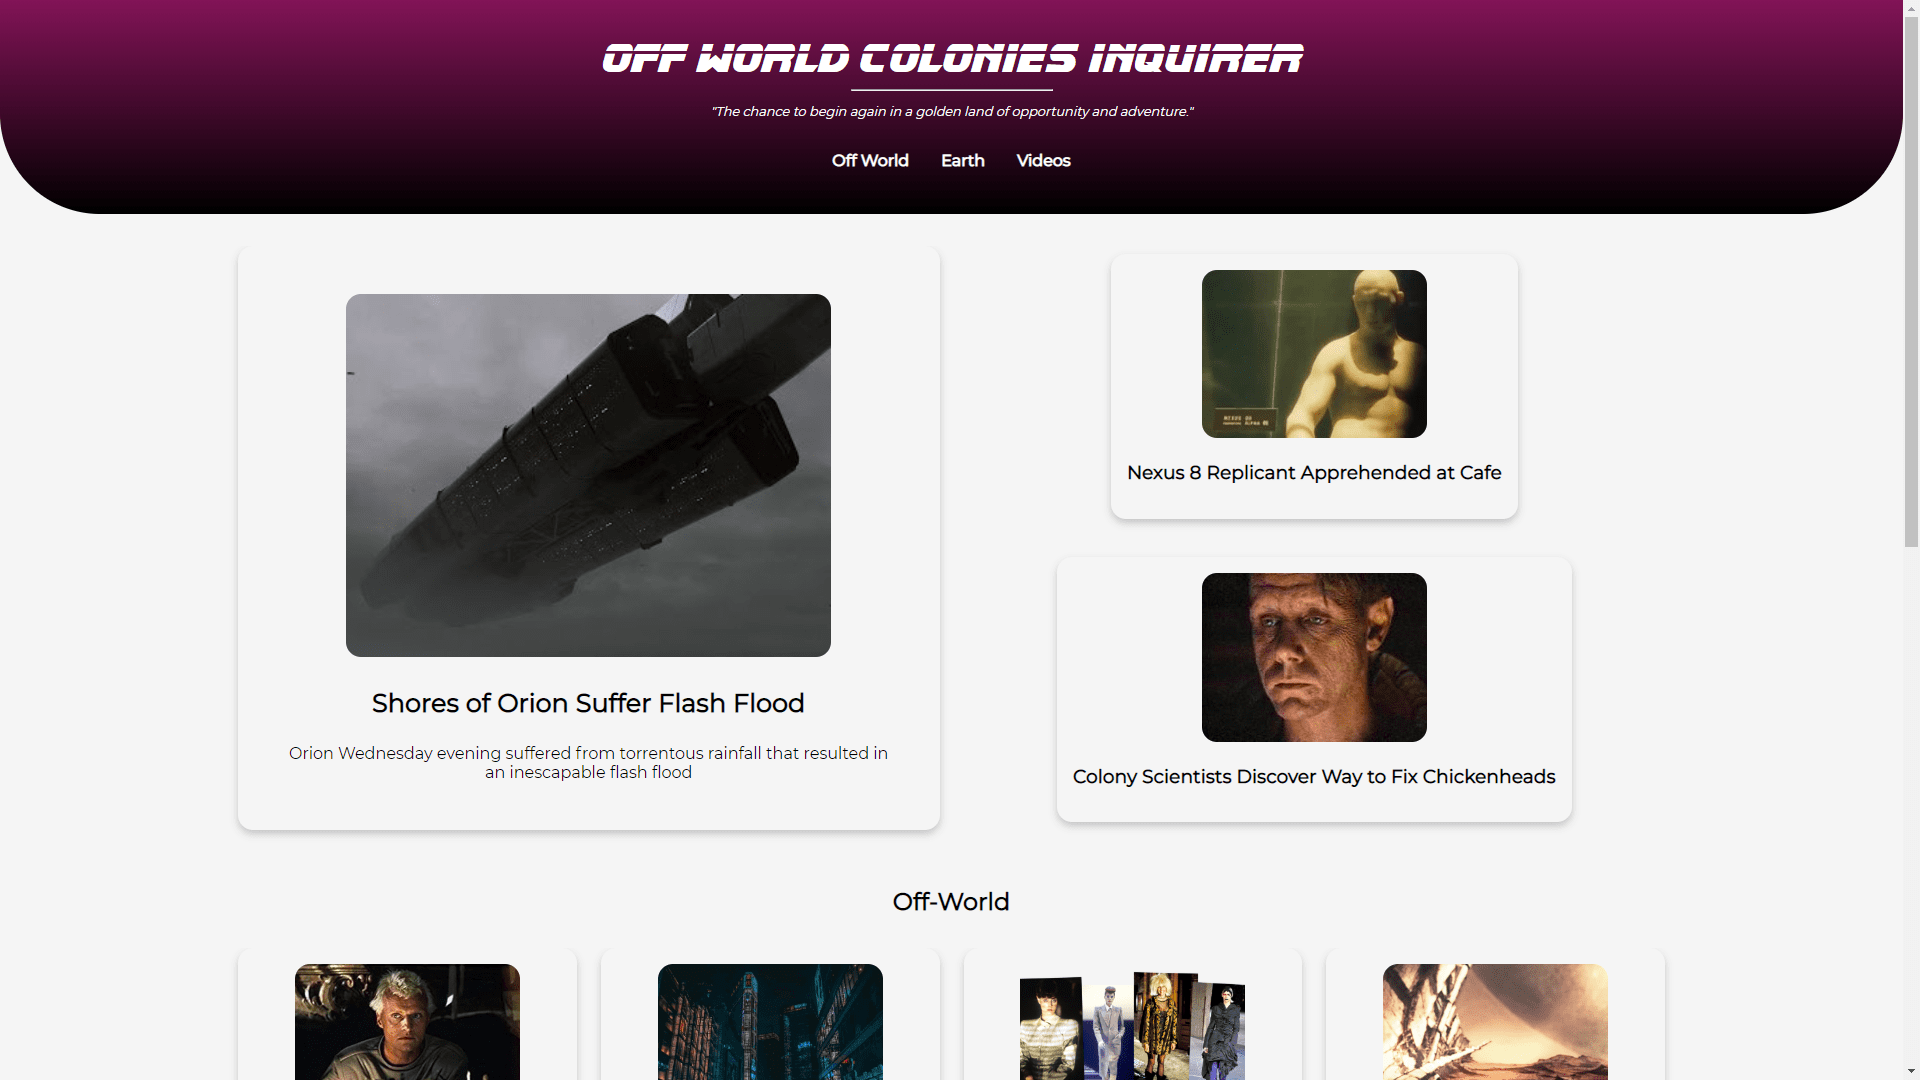 OFF WORLD COLONIES INQUIRER
"The chance to begin again in a golden land of opportunity and adventure."
Off World Earth Videos
Nexus 8 Replicant Apprehended at Cafe
Colony Scientists Discover Way to Fix Chickenheads
Shores of Orion Suffer Flash Flood
Orion Wednesday evening suffered from torrentous rainfall that resulted in
an inescapable flash flood
Off-World